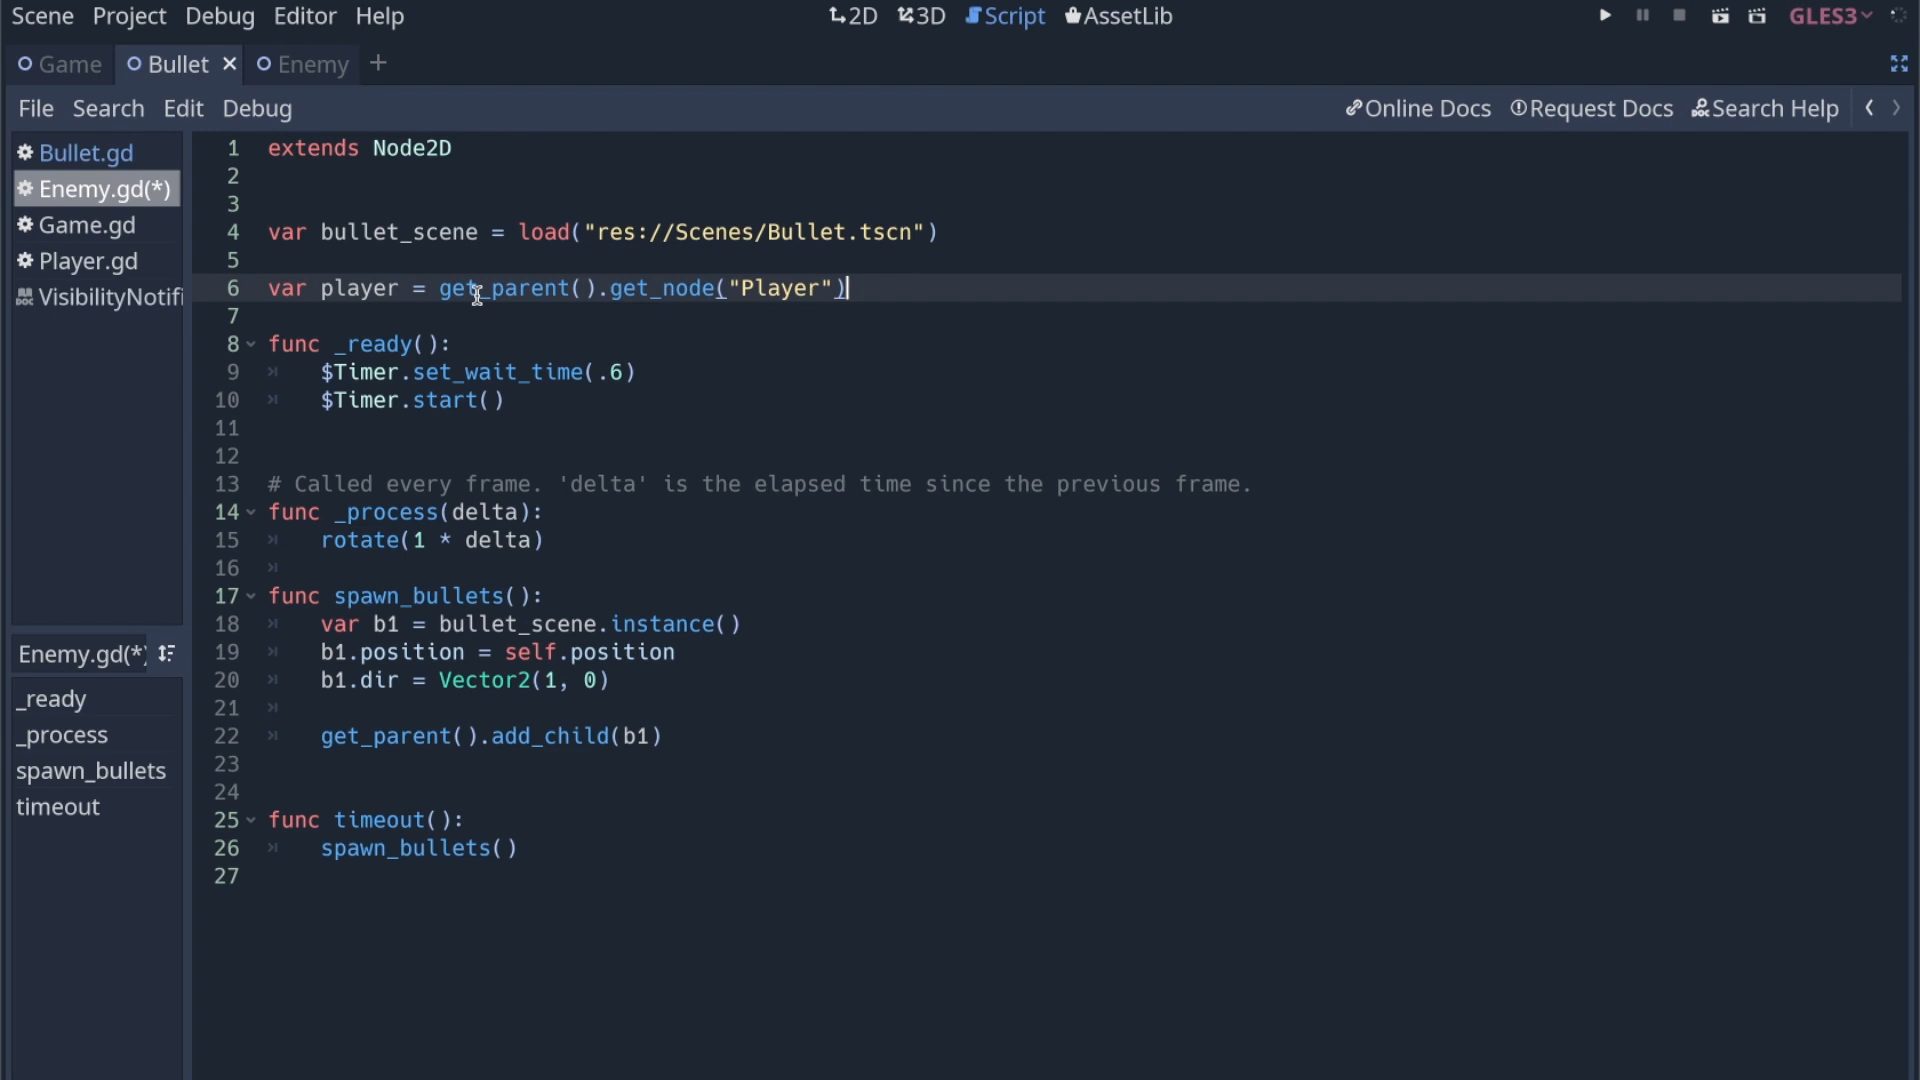 Scene Project Debug Editor Help 2D 3D Script AssetLib GLES3
Game Bullet Enemy
File Search Edit Debug Online Docs Request Docs Search Help
Bullet.gd
Enemy.gd(*)
Game.gd
Player.gd
VisibilityNotifi
Enemy.gd(*)
_ready
_process
spawn_bullets
timeout
1 extends Node2D
2
3
4 var bullet_scene = load("res://Scenes/Bullet.tscn")
5
6 var player = get_parent().get_node("Player")
7
8 func _ready():
9 $Timer.set_wait_time(.6)
10 $Timer.start()
11
12
13 # Called every frame. 'delta' is the elapsed time since the previous frame.
14 func _process(delta):
15 rotate(1 * delta)
16
17 func spawn_bullets():
18 var b1 = bullet_scene.instance()
19 b1.position = self.position
20 b1.dir = Vector2(1, 0)
21
22 get_parent().add_child(b1)
23
24
25 func timeout():
26 spawn_bullets()
27